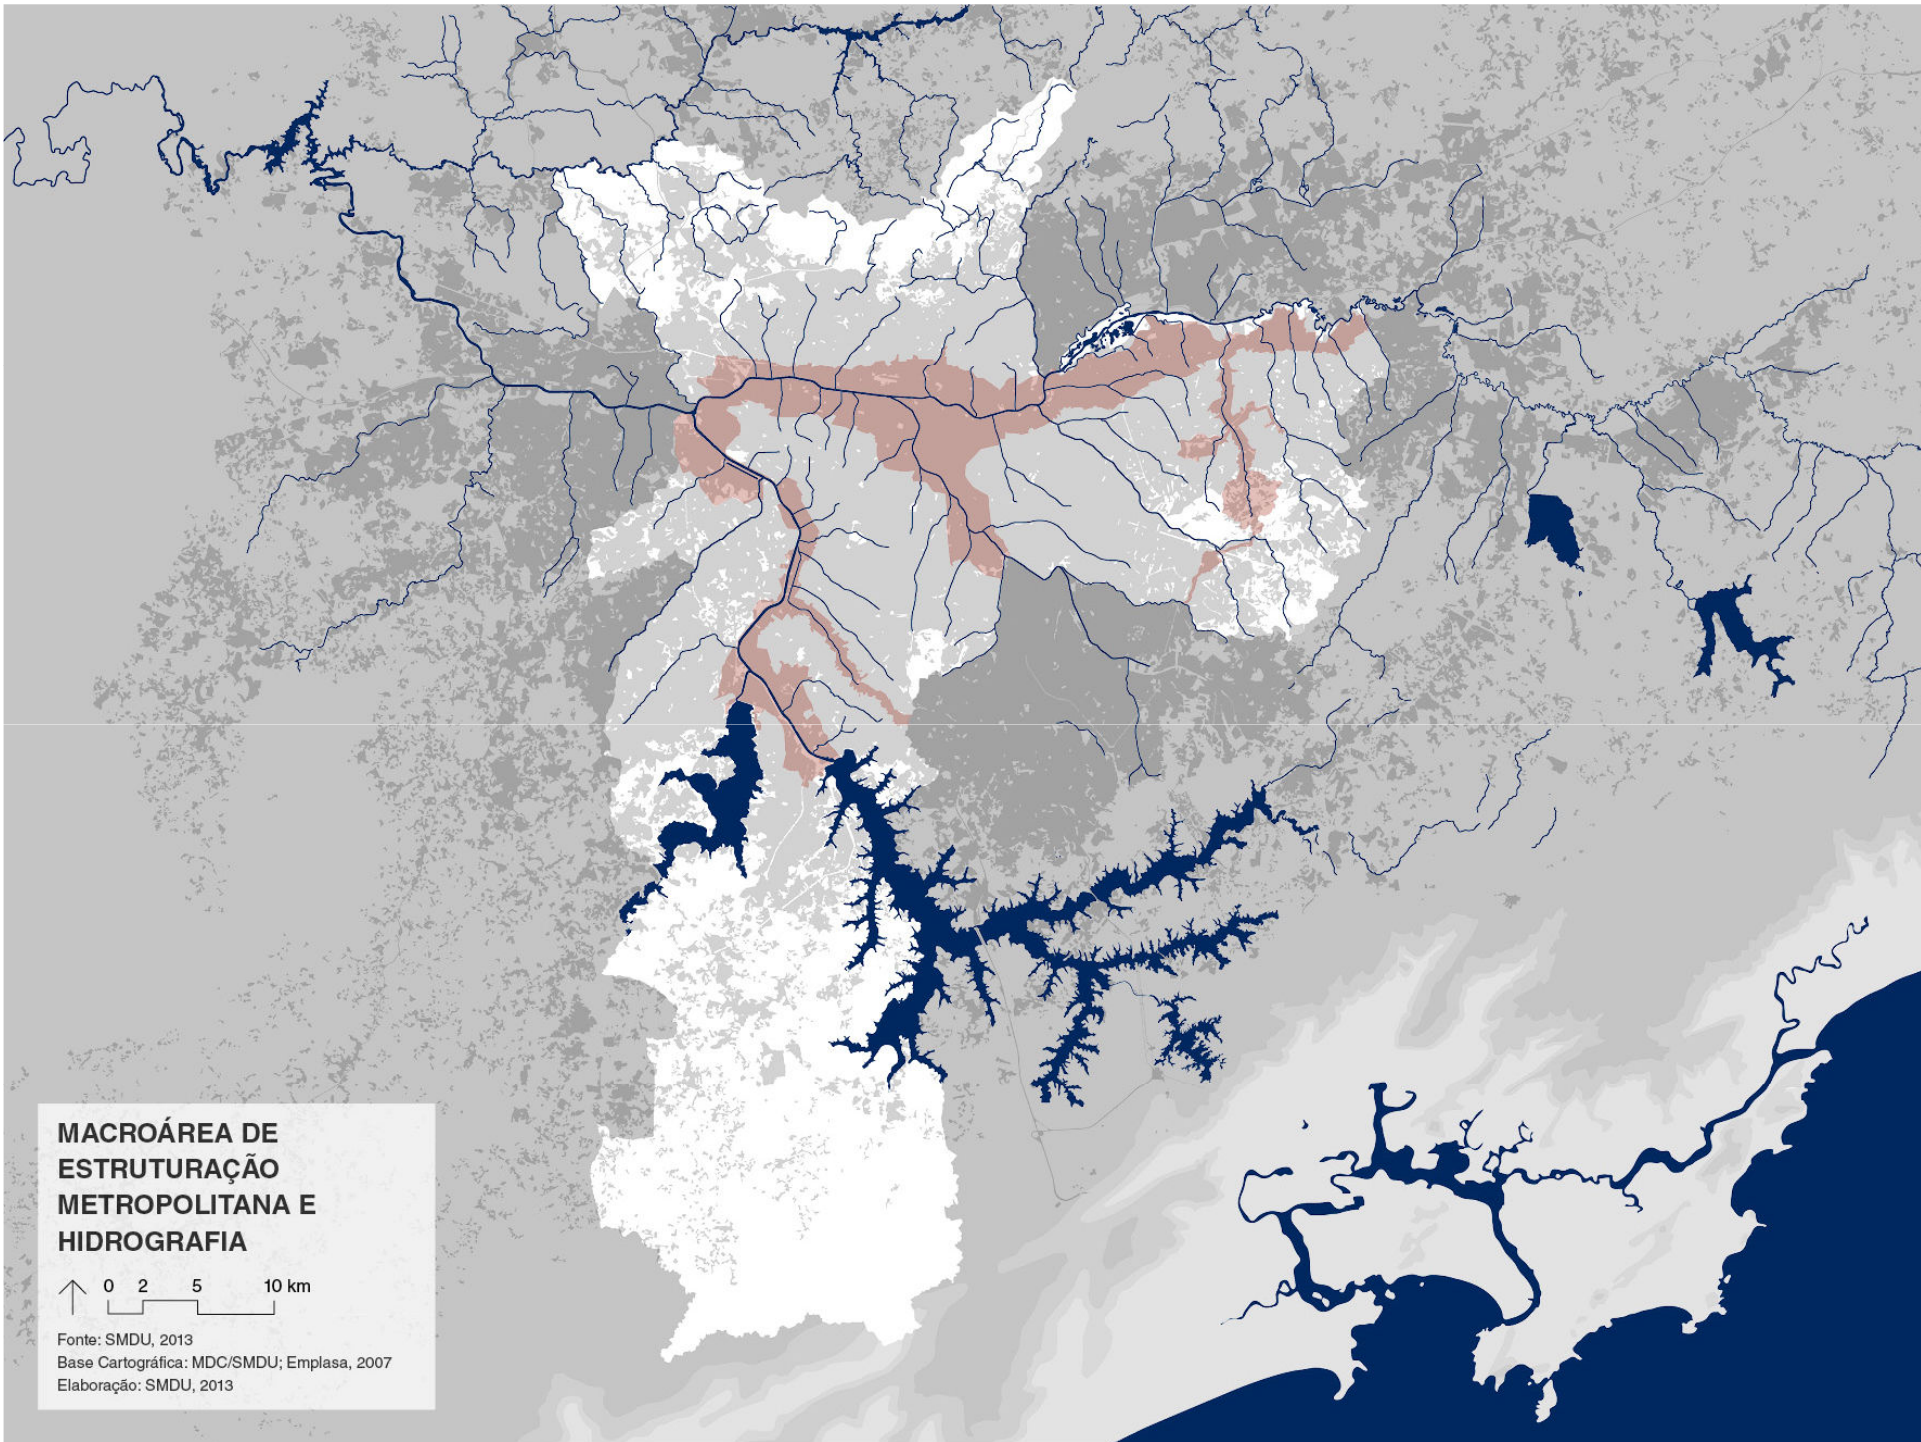 MACROÁREA DE
ESTRUTURAÇÃO
METROPOLITANA E
HIDROGRAFIA
0 2 5 10 km
Fonte: SMDU, 2013
Base Cartográfica: MDC/SMDU; Emplasa, 2007
Elaboração: SMDU, 2013